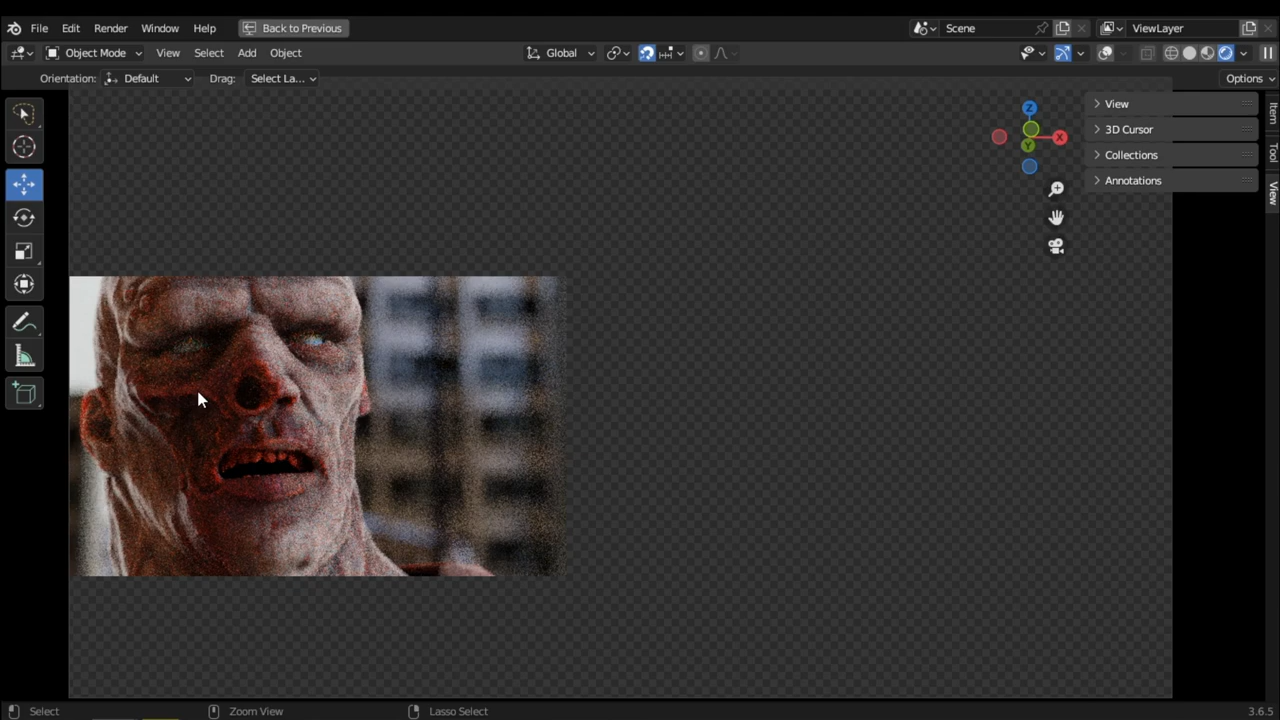 File Edit Render Window Help Back to Previous Scene ViewLayer
Object Mode View Select Add Object Global
Orientation: Default Drag: Select La... Options
View
3D Cursor
Collections
Annotations
Item
Tool
View
Z
X
Y
Select Zoom View Lasso Select 3.6.5